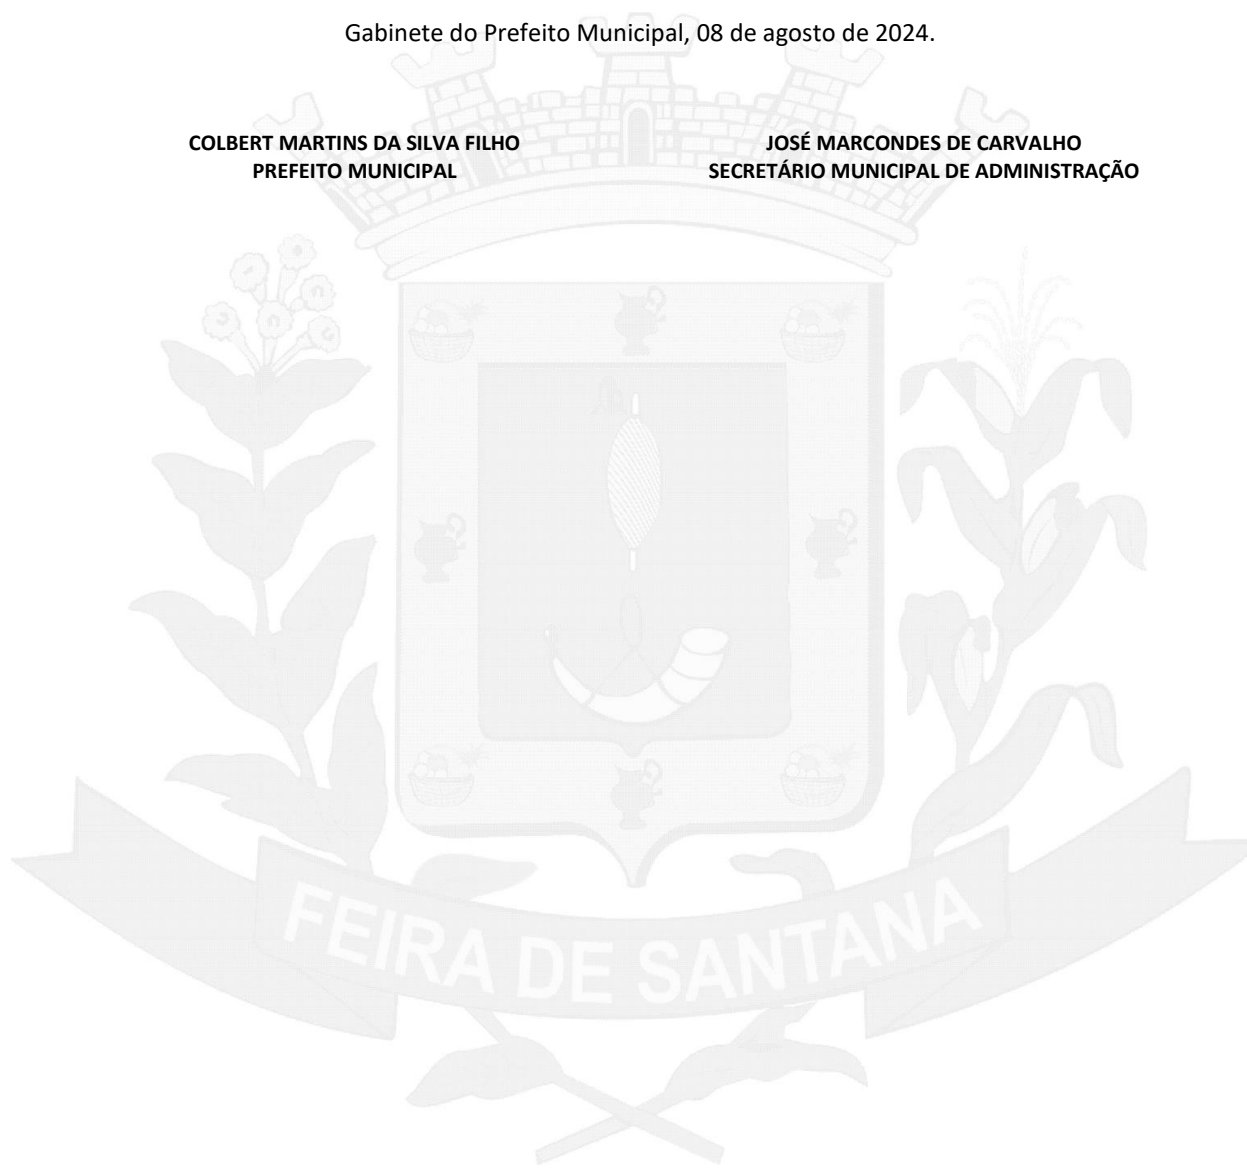 Gabinete do Prefeito Municipal, 08 de agosto de 2024.
COLBERT MARTINS DA SILVA FILHO
PREFEITO MUNICIPAL
JOSÉ MARCONDES DE CARVALHO
SECRETÁRIO MUNICIPAL DE ADMINISTRAÇÃO
FEIRA DE SANTANA